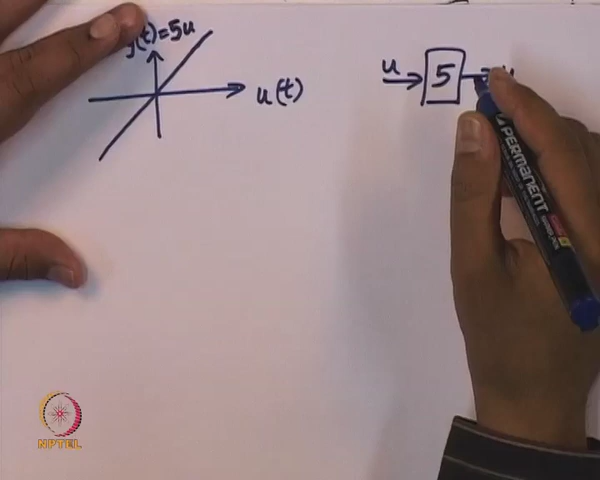 y(t)=5u
u(t)
u
5
PERMANENT
NPTEL